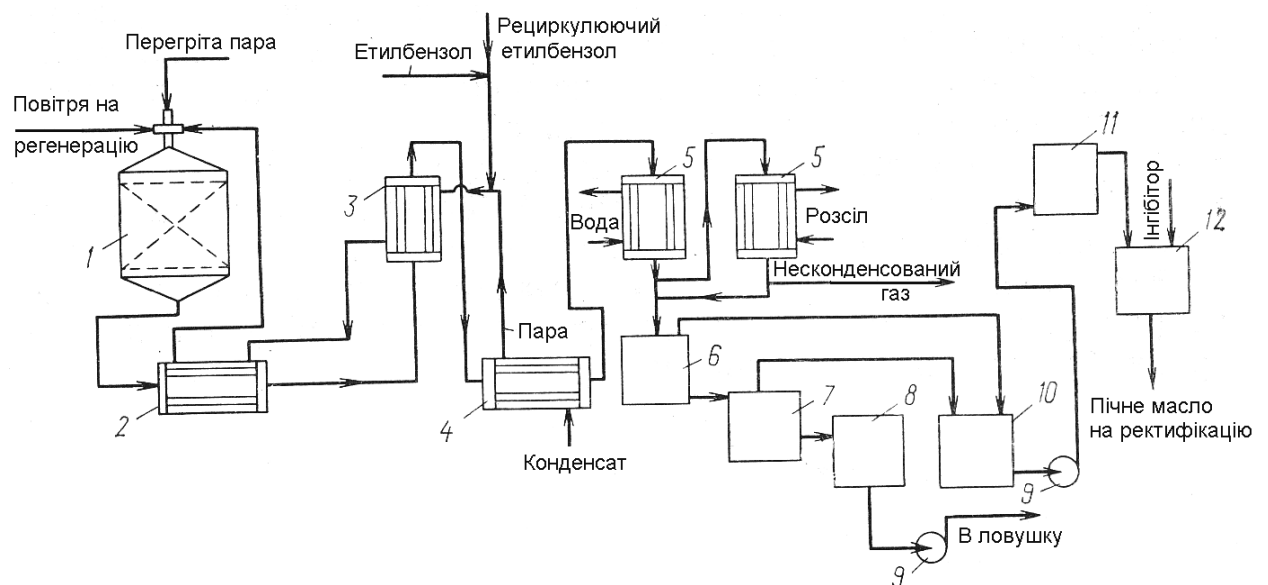 Рециркулюючий
етилбензол
Перегріта пара
Етилбензол
Повітря на
регенерацію
1
2
3
4
5
5
Вода
Розсіл
Несконденсований
газ
Пара
Конденсат
6
7
8
9
В ловушку
10
9
11
Інгібітор
12
Пічне масло
на ректифікацію